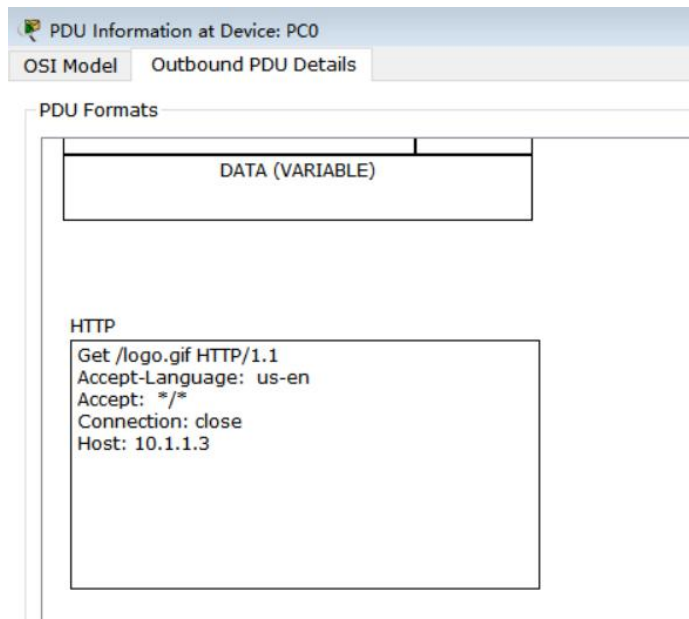 PDU Information at Device: PC0
OSI Model Outbound PDU Details
PDU Formats
DATA (VARIABLE)
HTTP
Get /logo.gif HTTP/1.1
Accept-Language: us-en
Accept: */*
Connection: close
Host: 10.1.1.3